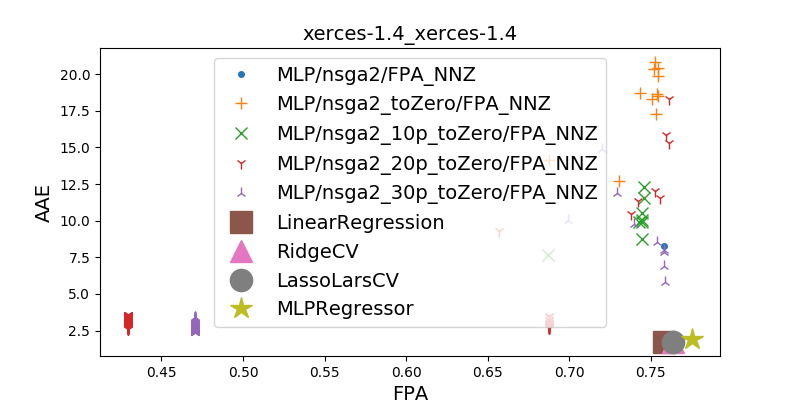 xerces-1.4_xerces-1.4
AAE
20.0
17.5
15.0
12.5
10.0
7.5
5.0
2.5
MLP/nsga2/FPA_NNZ
MLP/nsga2_toZero/FPA_NNZ
MLP/nsga2_10p_toZero/FPA_NNZ
MLP/nsga2_20p_toZero/FPA_NNZ
MLP/nsga2_30p_toZero/FPA_NNZ
LinearRegression
RidgeCV
LassoLarsCV
MLPRegressor
0.45 0.50 0.55 0.60 0.65 0.70 0.75
FPA